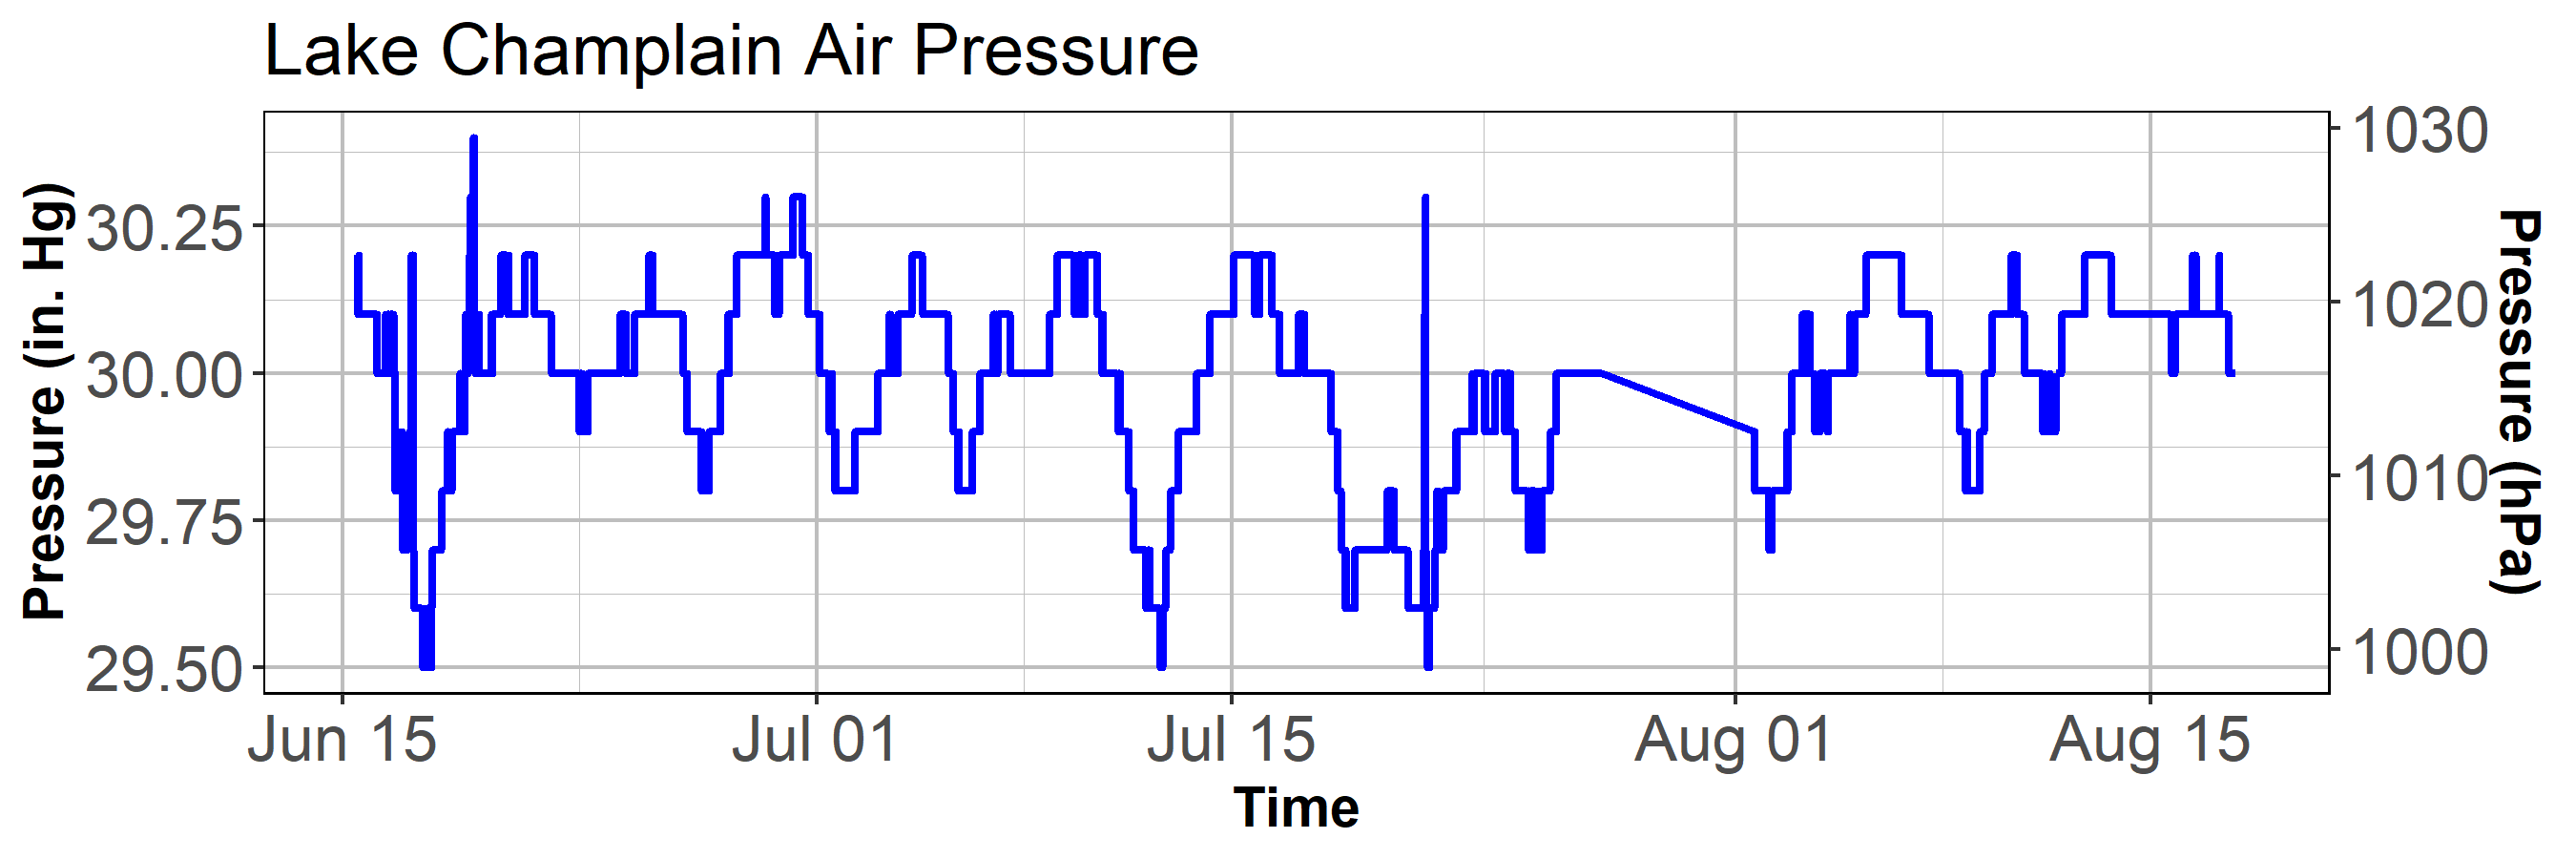 Lake Champlain Air Pressure
Pressure (in. Hg)
30.25
30.00
29.75
29.50
1030
1020
1010
1000
Pressure (hPa)
Jun 15
Jul 01
Jul 15
Aug 01
Aug 15
Time